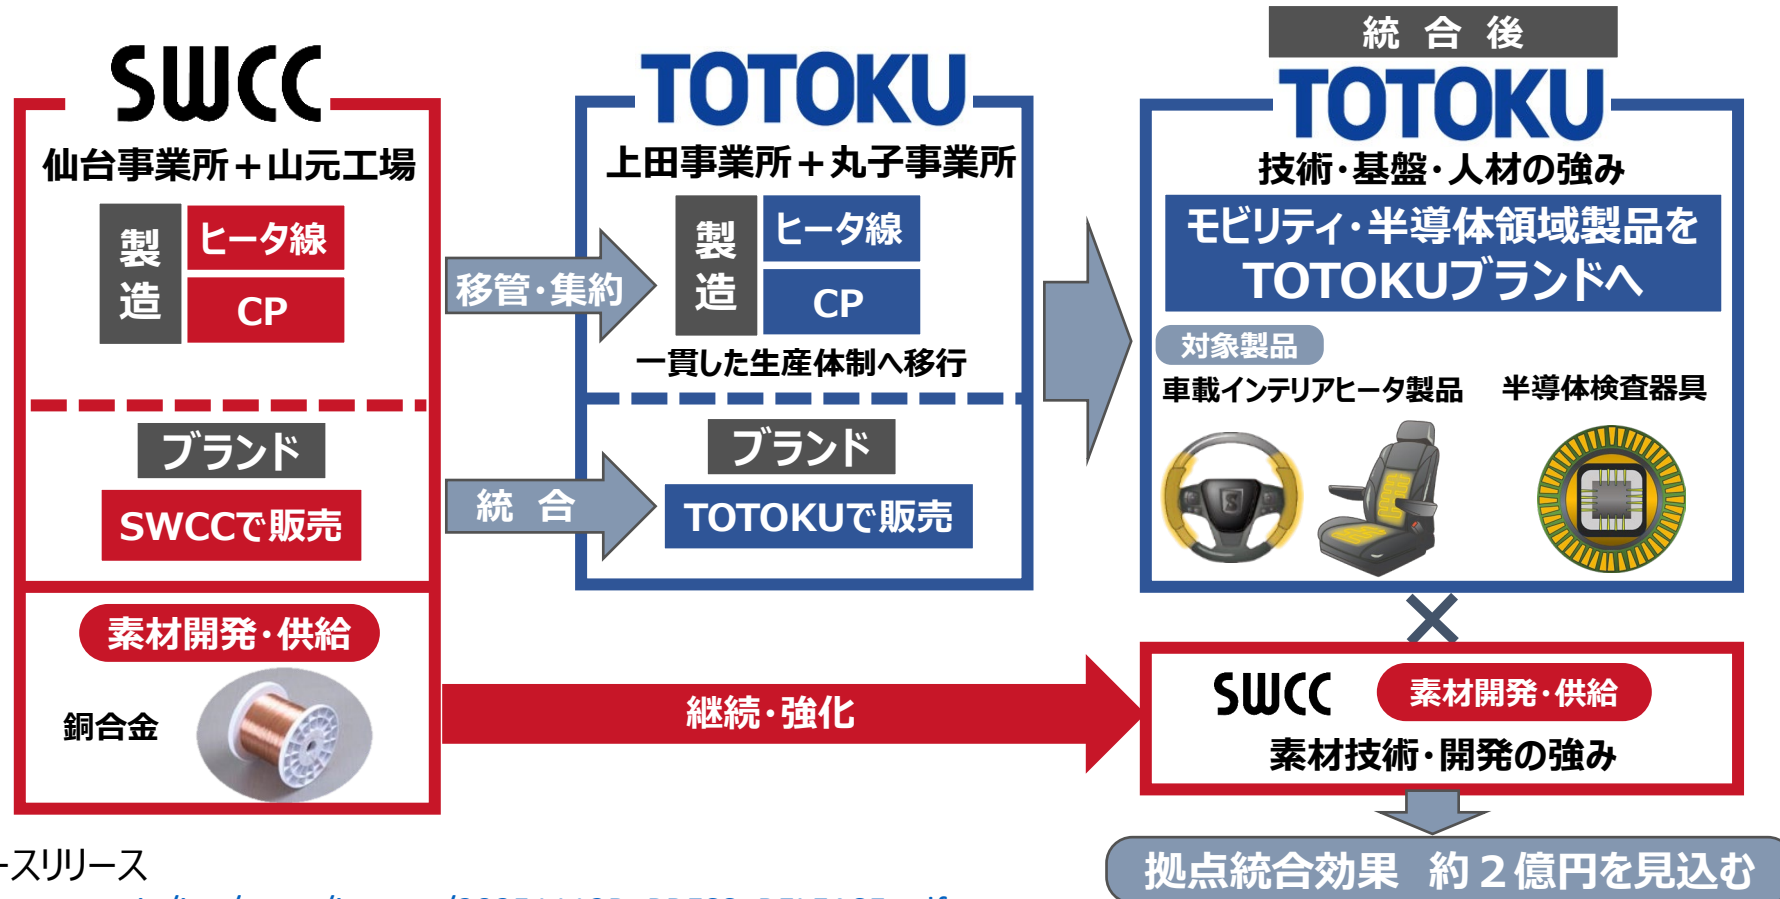 SWCC
仙台事業所＋山元工場
製造
ヒータ線
CP
ブランド
SWCCで販売
素材開発・供給
銅合金
移管・集約
統 合
継続・強化
TOTOKU
上田事業所＋丸子事業所
製造
ヒータ線
CP
一貫した生産体制へ移行
ブランド
TOTOKUで販売
統 合 後
TOTOKU
技術・基盤・人材の強み
モビリティ・半導体領域製品を
TOTOKUブランドへ
対象製品
車載インテリアヒータ製品
半導体検査器具
×
SWCC
素材開発・供給
素材技術・開発の強み
拠点統合効果 約２億円を見込む
ースリリース